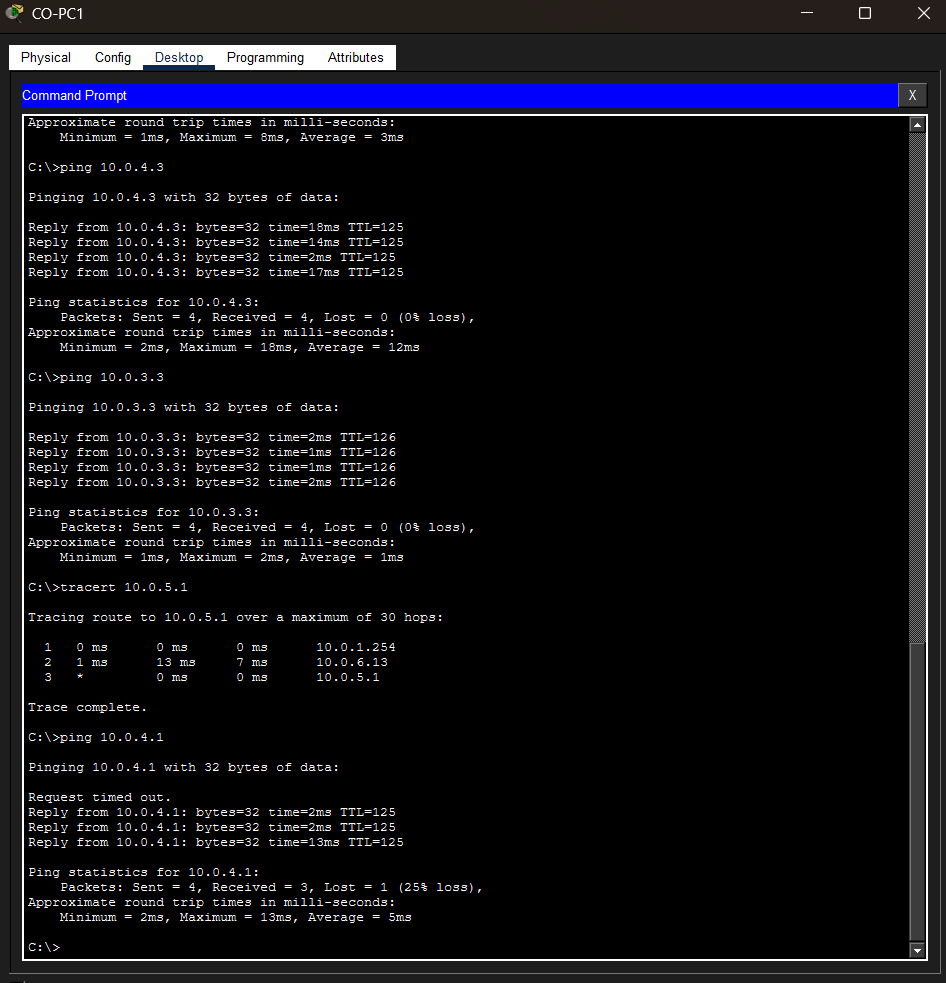 CO-PC1
Physical Config Desktop Programming Attributes
Command Prompt X
Approximate round trip times in milli-seconds:
    Minimum = 1ms, Maximum = 8ms, Average = 3ms
C:\>ping 10.0.4.3
Pinging 10.0.4.3 with 32 bytes of data:
Reply from 10.0.4.3: bytes=32 time=18ms TTL=125
Reply from 10.0.4.3: bytes=32 time=14ms TTL=125
Reply from 10.0.4.3: bytes=32 time=2ms TTL=125
Reply from 10.0.4.3: bytes=32 time=17ms TTL=125
Ping statistics for 10.0.4.3:
    Packets: Sent = 4, Received = 4, Lost = 0 (0% loss),
Approximate round trip times in milli-seconds:
    Minimum = 2ms, Maximum = 18ms, Average = 12ms
C:\>ping 10.0.3.3
Pinging 10.0.3.3 with 32 bytes of data:
Reply from 10.0.3.3: bytes=32 time=2ms TTL=126
Reply from 10.0.3.3: bytes=32 time=1ms TTL=126
Reply from 10.0.3.3: bytes=32 time=1ms TTL=126
Reply from 10.0.3.3: bytes=32 time=2ms TTL=126
Ping statistics for 10.0.3.3:
    Packets: Sent = 4, Received = 4, Lost = 0 (0% loss),
Approximate round trip times in milli-seconds:
    Minimum = 1ms, Maximum = 2ms, Average = 1ms
C:\>tracert 10.0.5.1
Tracing route to 10.0.5.1 over a maximum of 30 hops:
  1   0 ms      0 ms      0 ms      10.0.1.254
  2   1 ms      13 ms     7 ms      10.0.6.13
  3   *         0 ms      0 ms      10.0.5.1
Trace complete.
C:\>ping 10.0.4.1
Pinging 10.0.4.1 with 32 bytes of data:
Request timed out.
Reply from 10.0.4.1: bytes=32 time=2ms TTL=125
Reply from 10.0.4.1: bytes=32 time=2ms TTL=125
Reply from 10.0.4.1: bytes=32 time=13ms TTL=125
Ping statistics for 10.0.4.1:
    Packets: Sent = 4, Received = 3, Lost = 1 (25% loss),
Approximate round trip times in milli-seconds:
    Minimum = 2ms, Maximum = 13ms, Average = 5ms
C:\>